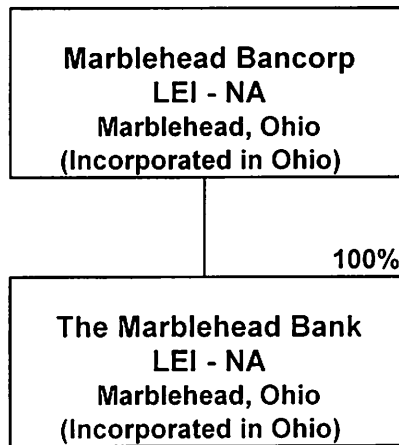 Marblehead Bancorp
LEI - NA
Marblehead, Ohio
(Incorporated in Ohio)
100%
The Marblehead Bank
LEI - NA
Marblehead, Ohio
(Incorporated in Ohio)